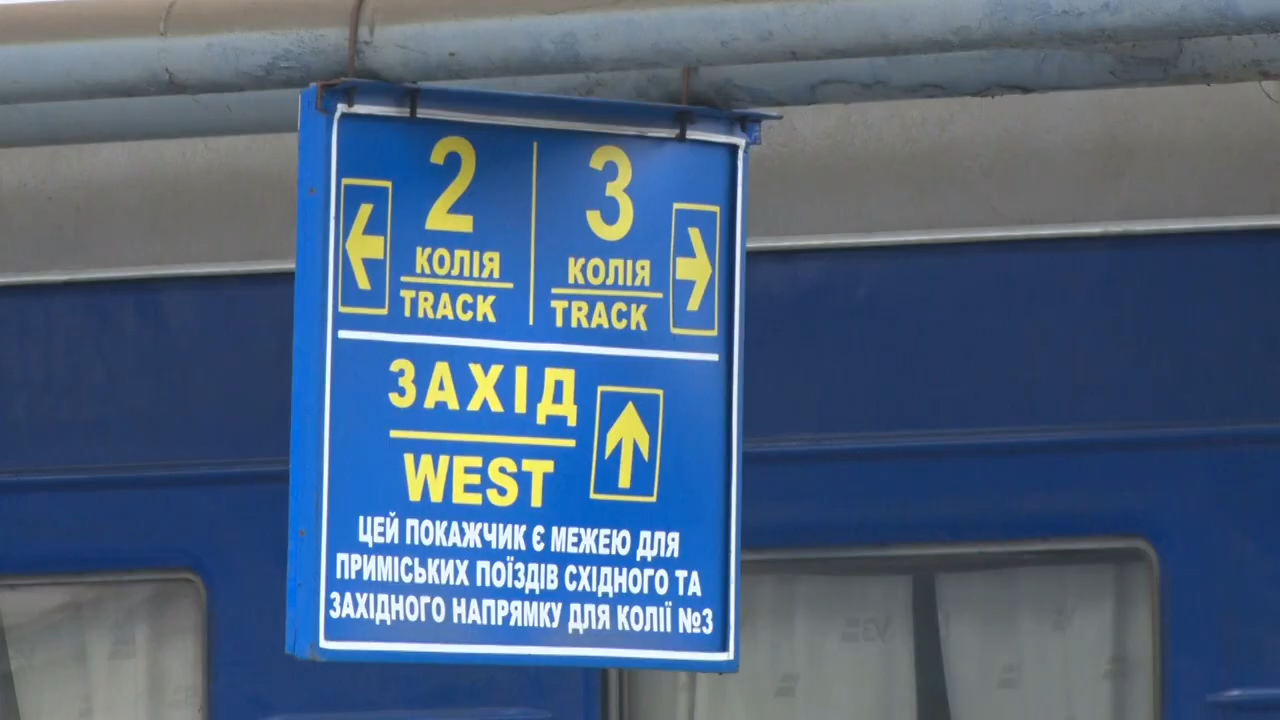 2
КОЛІЯ
TRACK
3
КОЛІЯ
TRACK
ЗАХІД
WEST
ЦЕЙ ПОКАЖЧИК Є МЕЖЕЮ ДЛЯ
ПРИМІСЬКИХ ПОЇЗДІВ СХІДНОГО ТА
ЗАХІДНОГО НАПРЯМКУ ДЛЯ КОЛІЇ №3